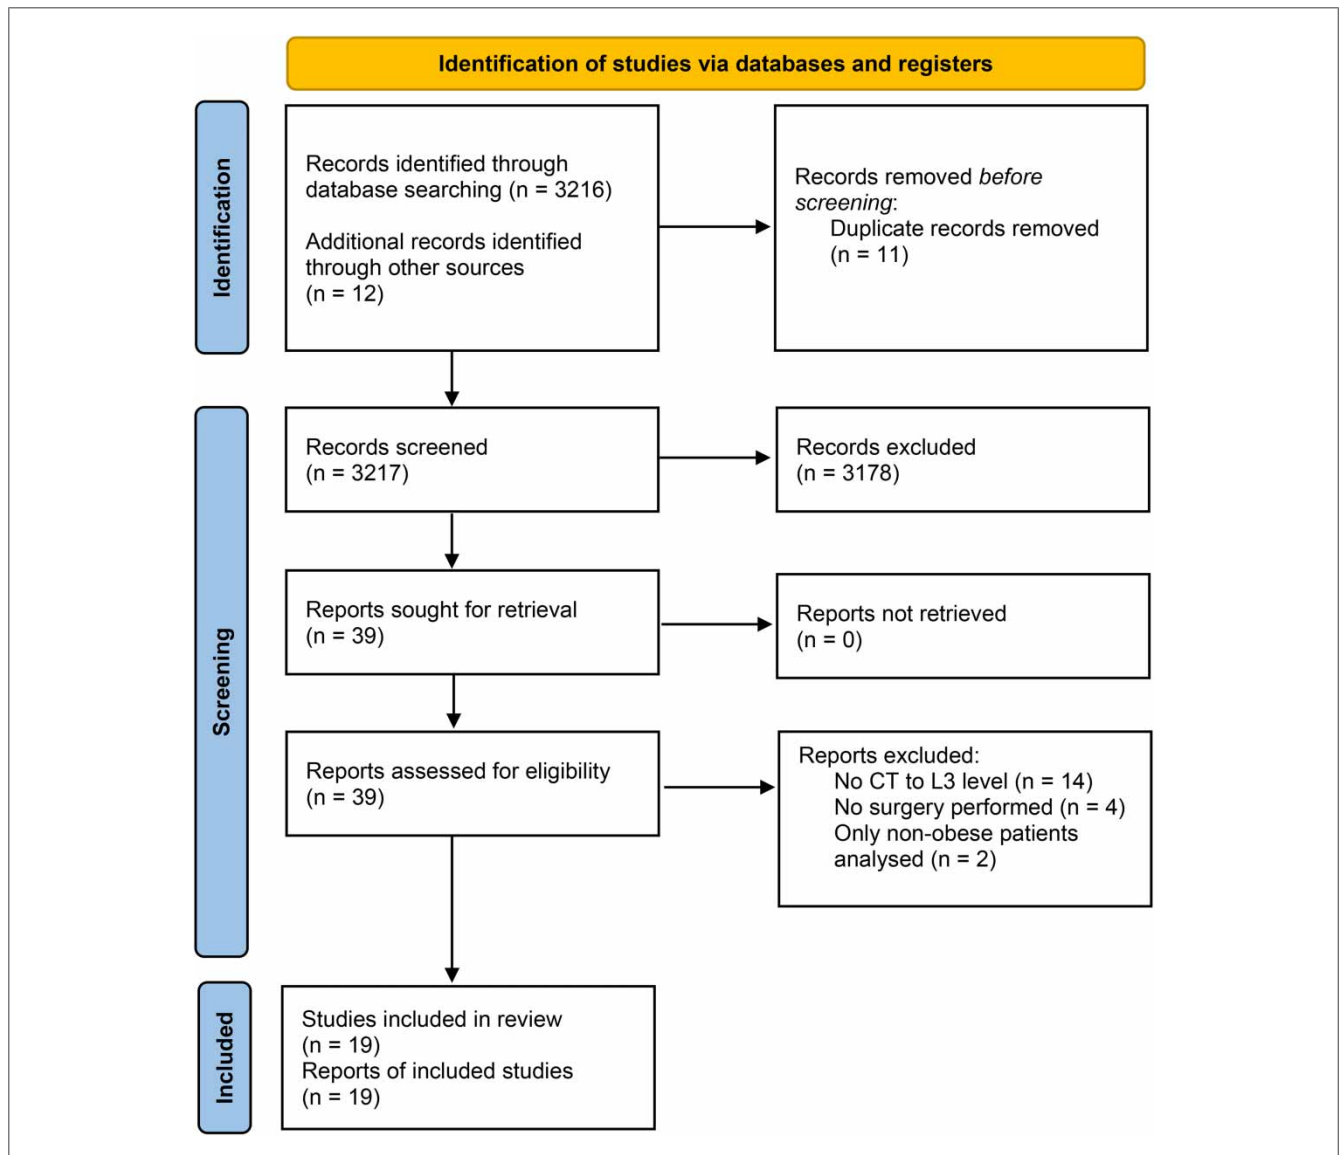 Identification of studies via databases and registers
Identification
Records identified through
database searching (n = 3216)
Additional records identified
through other sources
(n = 12)
Records removed before
screening:
Duplicate records removed
(n = 11)
Screening
Records screened
(n = 3217)
Records excluded
(n = 3178)
Reports sought for retrieval
(n = 39)
Reports not retrieved
(n = 0)
Reports assessed for eligibility
(n = 39)
Reports excluded:
No CT to L3 level (n = 14)
No surgery performed (n = 4)
Only non-obese patients
analysed (n = 2)
Included
Studies included in review
(n = 19)
Reports of included studies
(n = 19)